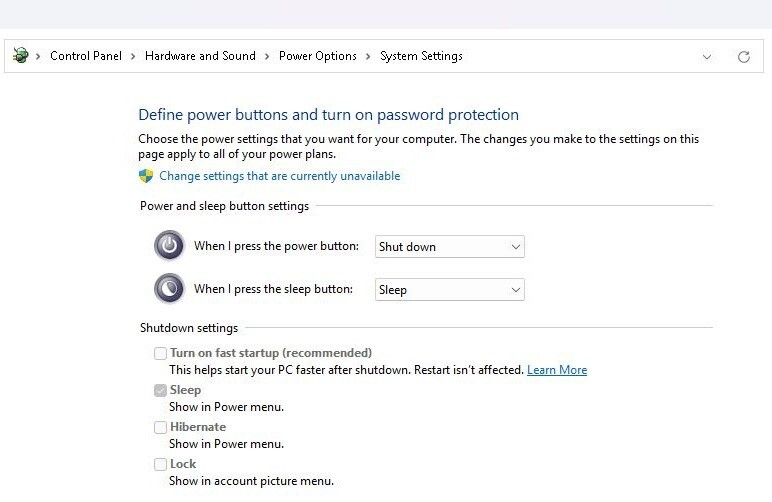 Control Panel > Hardware and Sound > Power Options > System Settings
Define power buttons and turn on password protection
Choose the power settings that you want for your computer. The changes you make to the settings on this
page apply to all of your power plans.
Change settings that are currently unavailable
Power and sleep button settings
When I press the power button: Shut down
When I press the sleep button: Sleep
Shutdown settings
Turn on fast startup (recommended)
This helps start your PC faster after shutdown. Restart isn't affected. Learn More
Sleep
Show in Power menu.
Hibernate
Show in Power menu.
Lock
Show in account picture menu.